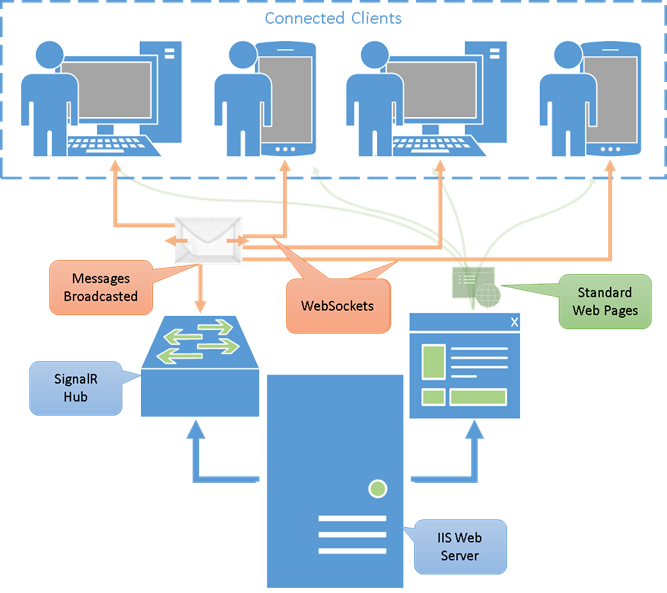 Connected Clients
Messages
Broadcasted
WebSockets
Standard
Web Pages
X
SignalR
Hub
IIS Web
Server